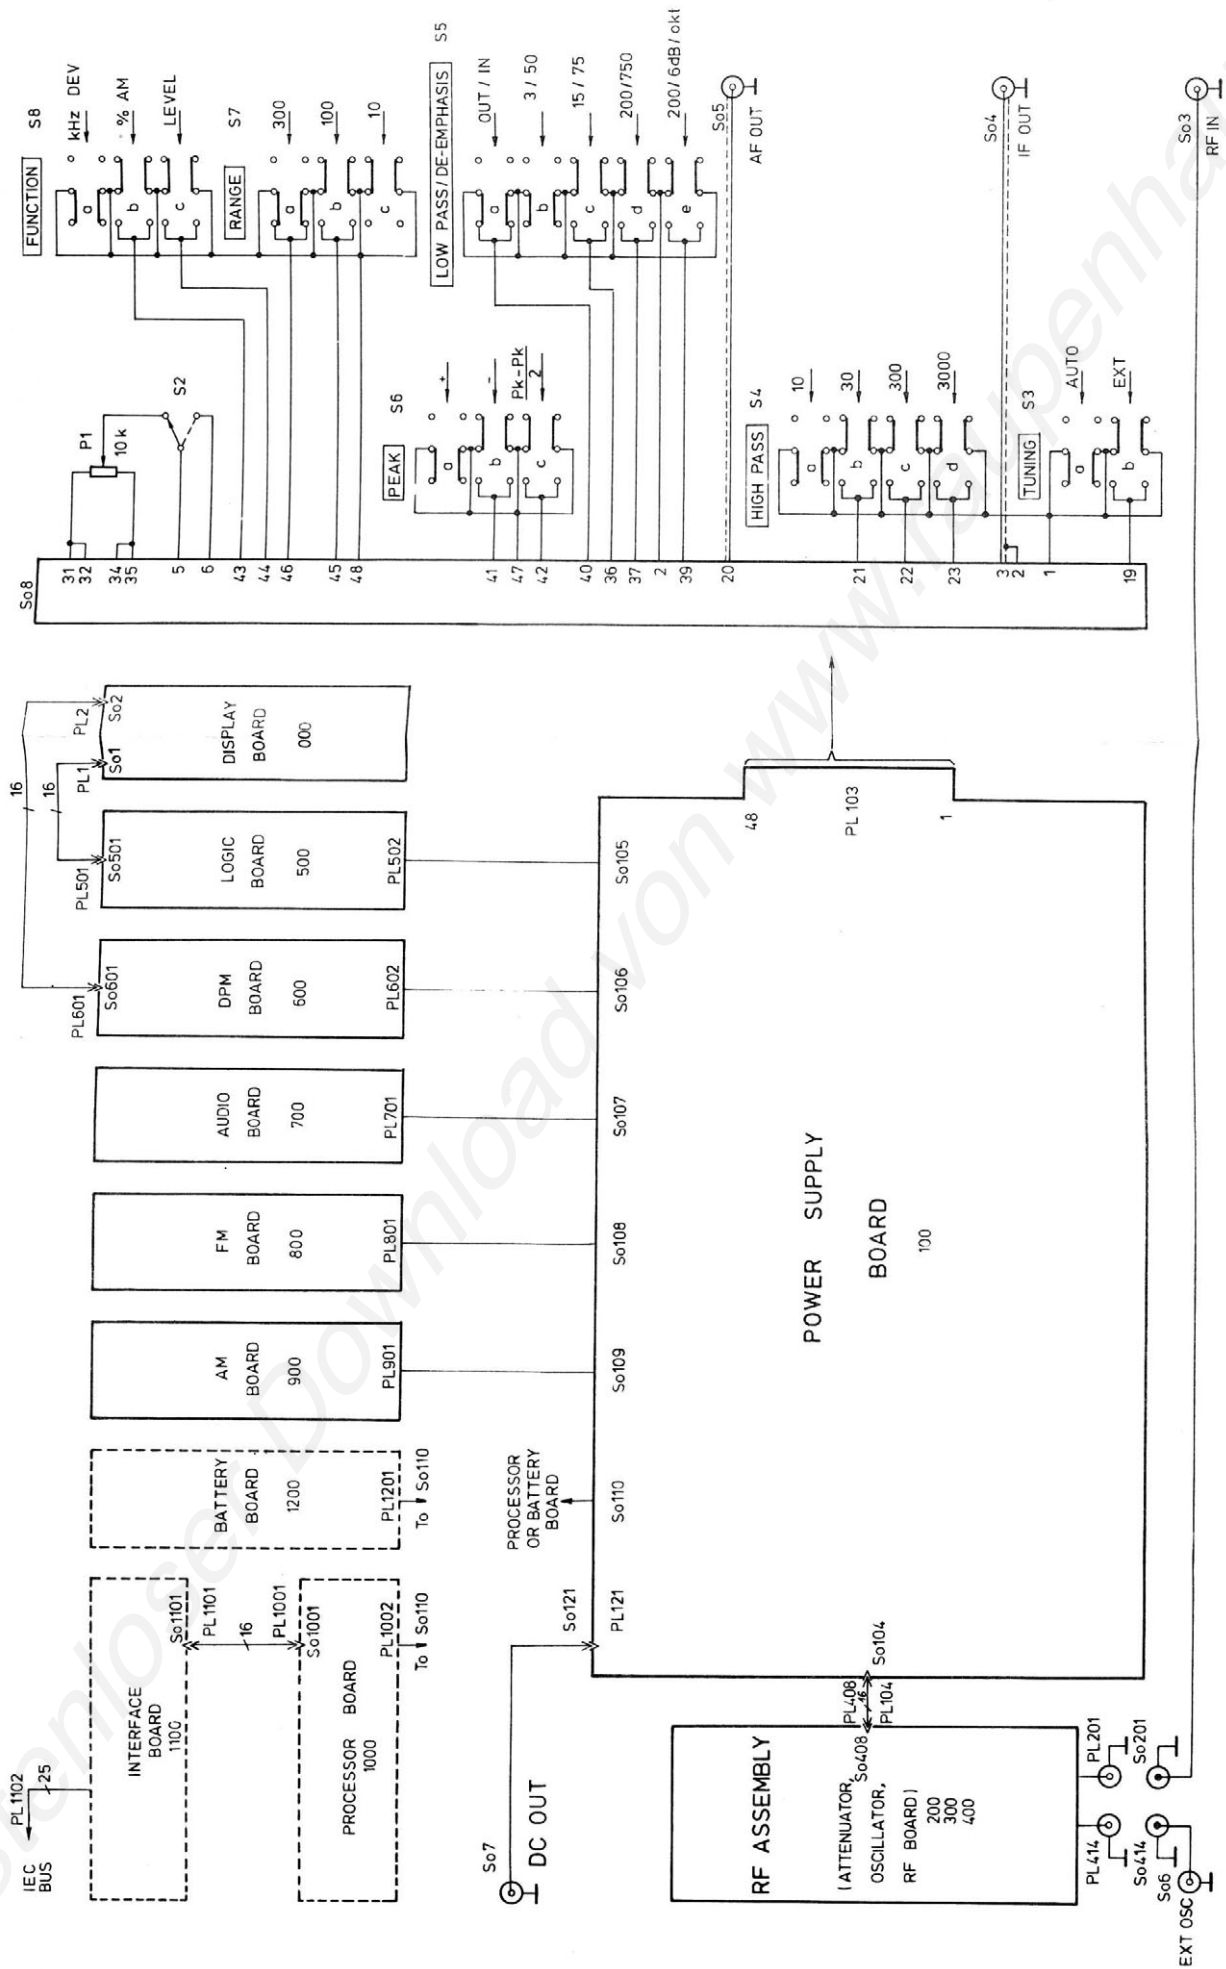 S8
FUNCTION
kHz DEV
% AM
LEVEL
a
b
c
S7
RANGE
300
100
10
a
b
c
S5
LOW PASS/DE-EMPHASIS
OUT / IN
3 / 50
15 / 75
200/750
200/6dB/okt
a
b
c
d
e
P1
10 k
S2
S6
PEAK
+
-
Pk-Pk
2
a
b
c
So5
AF OUT
S4
HIGH PASS
10
30
300
3000
a
b
c
d
So4
IF OUT
S3
TUNING
AUTO
EXT
a
b
So3
RF IN
So8
31
32
34
35
5
6
43
44
46
45
48
41
47
42
40
36
37
2
39
20
21
22
23
3
2
1
19
16
16
PL2
So2
PL1
So1
DISPLAY
BOARD
000
PL501
So501
LOGIC
BOARD
500
PL502
PL601
So601
DPM
BOARD
600
PL602
AUDIO
BOARD
700
PL701
FM
BOARD
800
PL801
AM
BOARD
900
PL901
BATTERY
BOARD
1200
PL1201
To So110
IEC
BUS
PL1102
25
INTERFACE
BOARD
1100
So1101
PL1101
16
PL1001
So1001
PROCESSOR BOARD
1000
PL1002
To So110
48
PL103
1
So105
So106
So107
So108
So109
So110
PROCESSOR
OR BATTERY
BOARD
So121
PL121
POWER SUPPLY
BOARD
100
So7
DC OUT
So104
PL408
16
PL104
So408
RF ASSEMBLY
(ATTENUATOR,
OSCILLATOR,
RF BOARD)
200
300
400
PL201
So201
PL414
So414
So6
EXT OSC
stenloser Download von www.raupenha